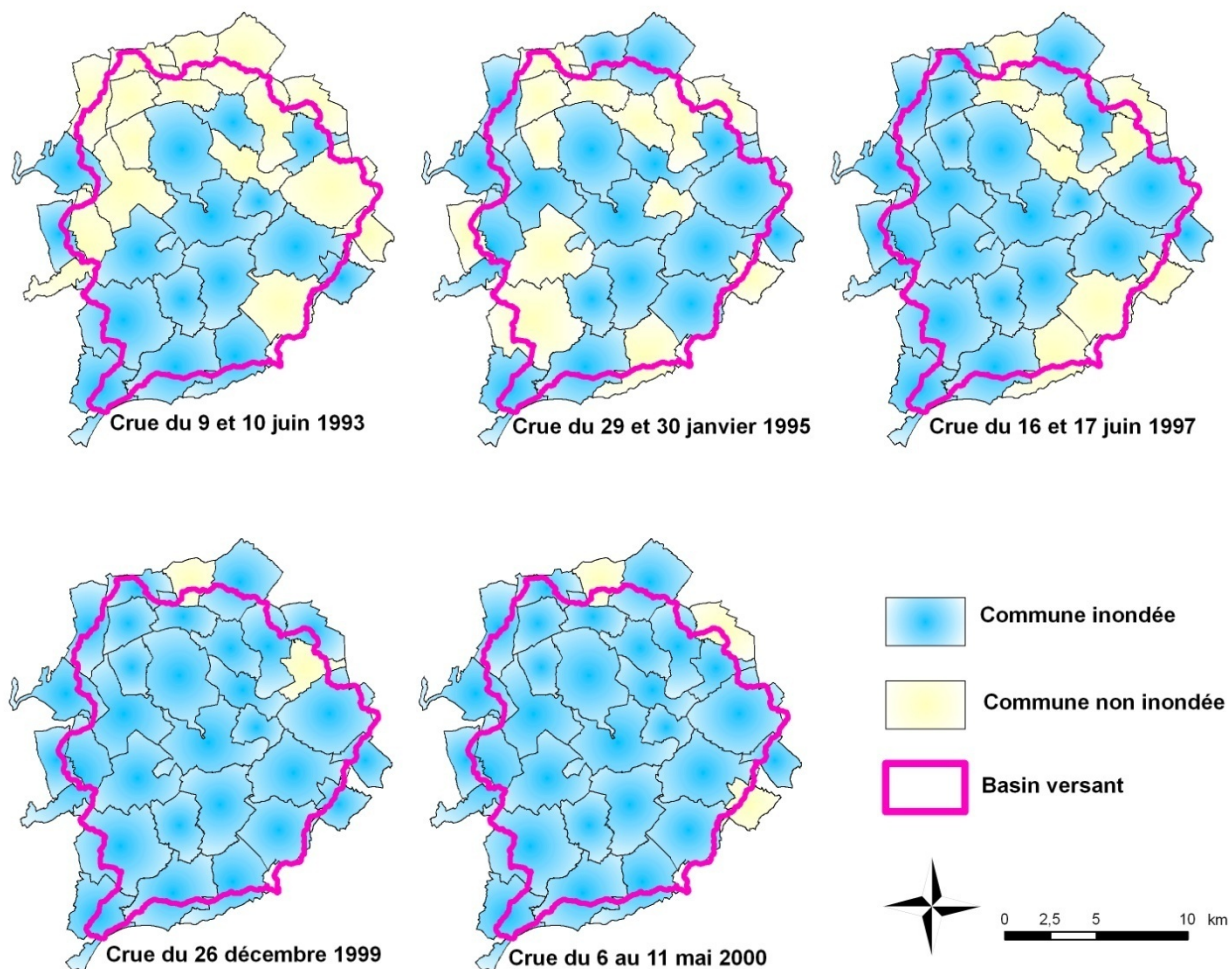 Crue du 9 et 10 juin 1993
Crue du 29 et 30 janvier 1995
Crue du 16 et 17 juin 1997
Commune inondée
Commune non inondée
Basin versant
0 2,5 5 10 km
Crue du 26 décembre 1999
Crue du 6 au 11 mai 2000